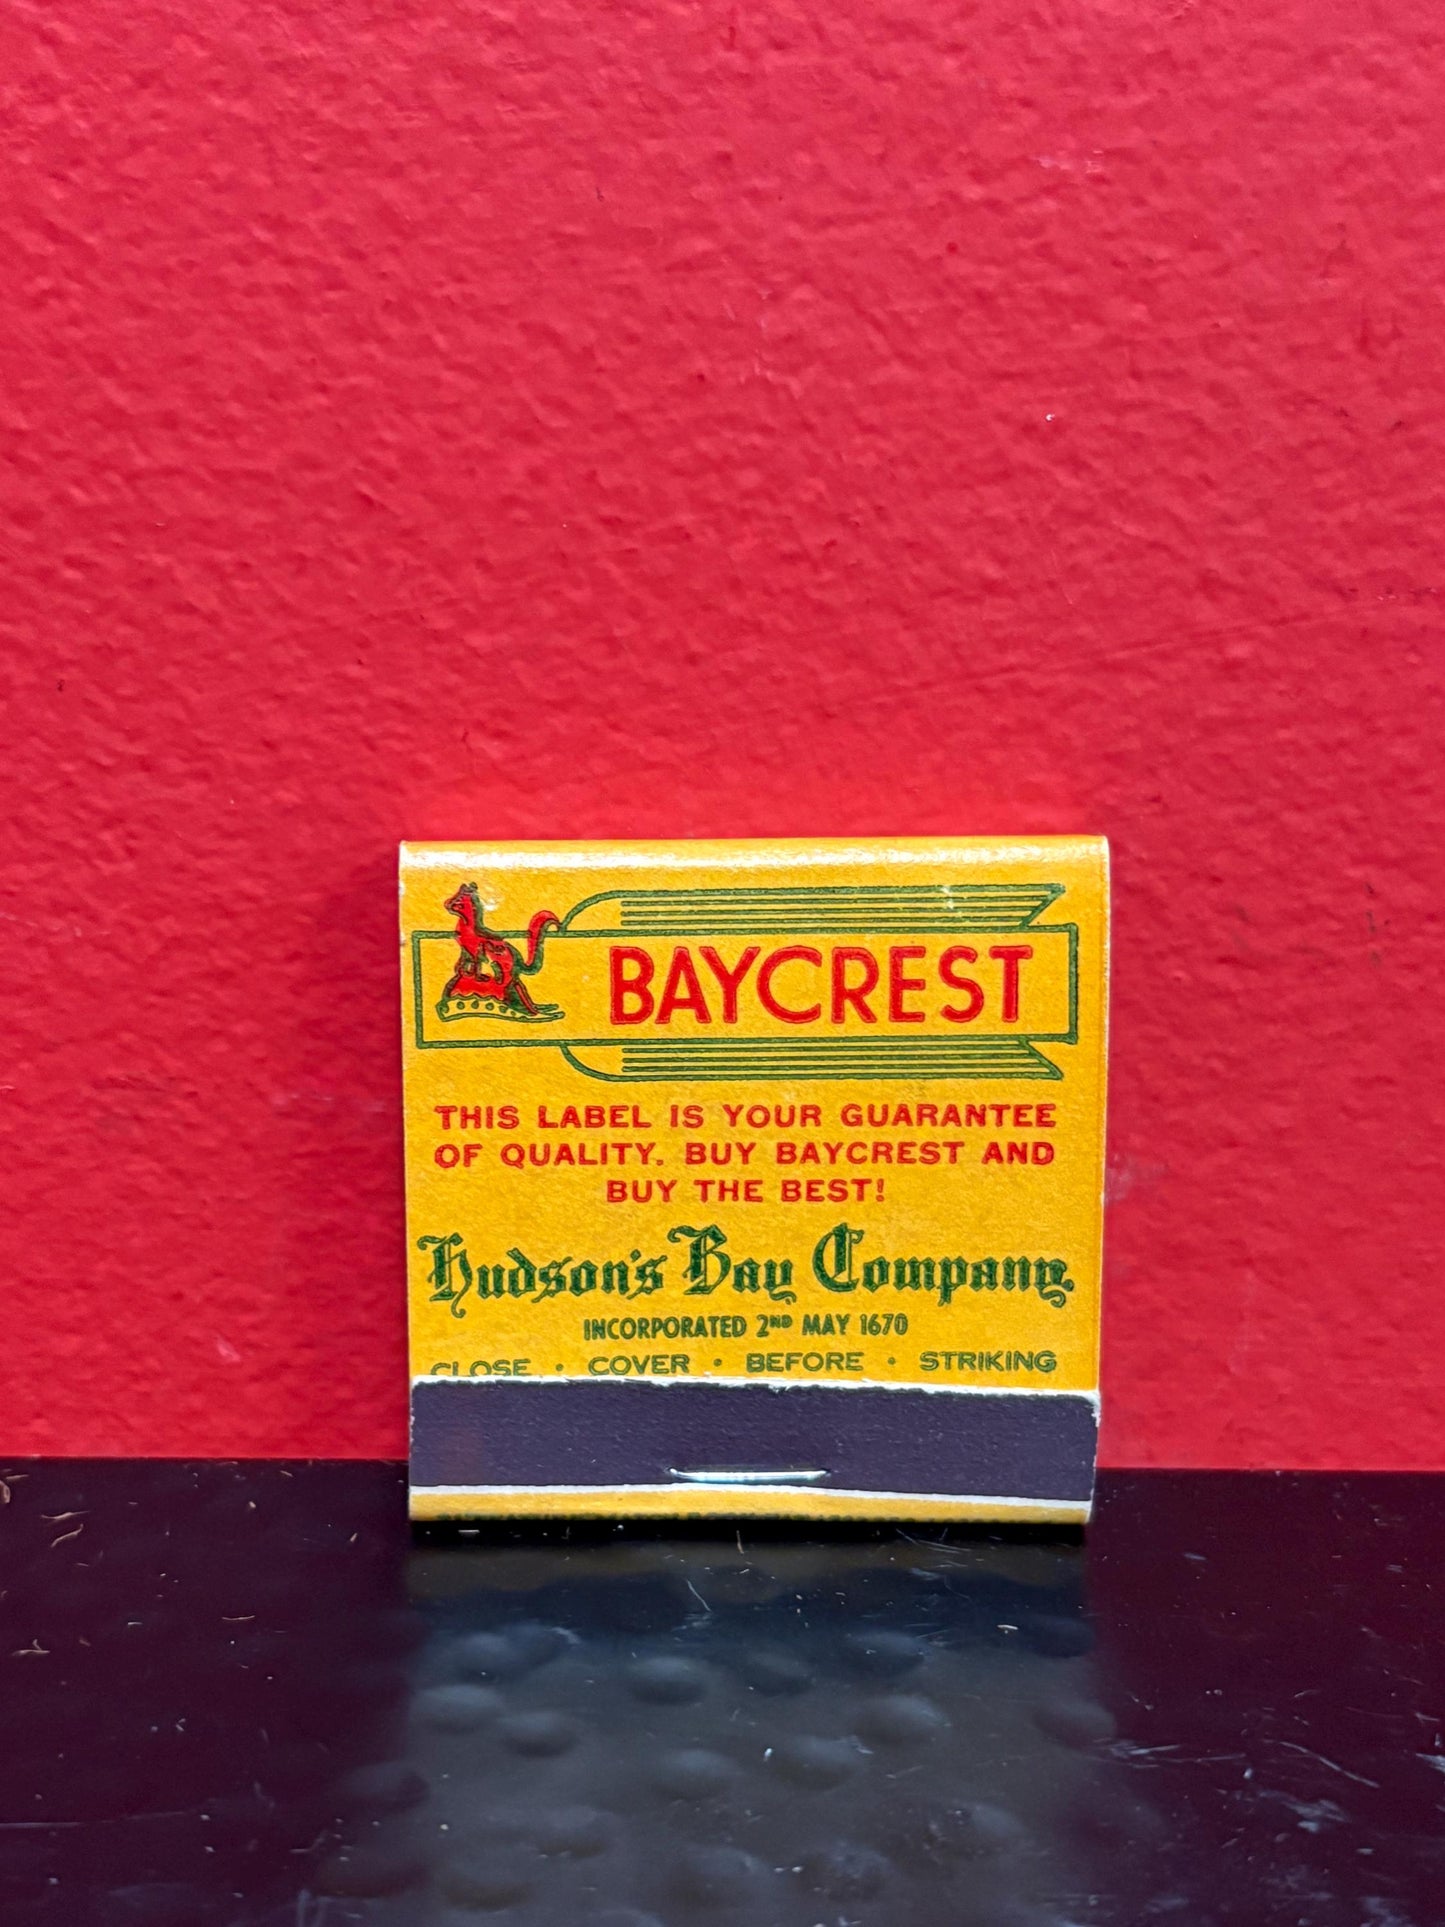 BAYCREST
THIS LABEL IS YOUR GUARANTEE
OF QUALITY. BUY BAYCREST AND
BUY THE BEST!
Hudson's Bay Company.
INCORPORATED 2ND MAY 1670
CLOSE · COVER · BEFORE · STRIKING